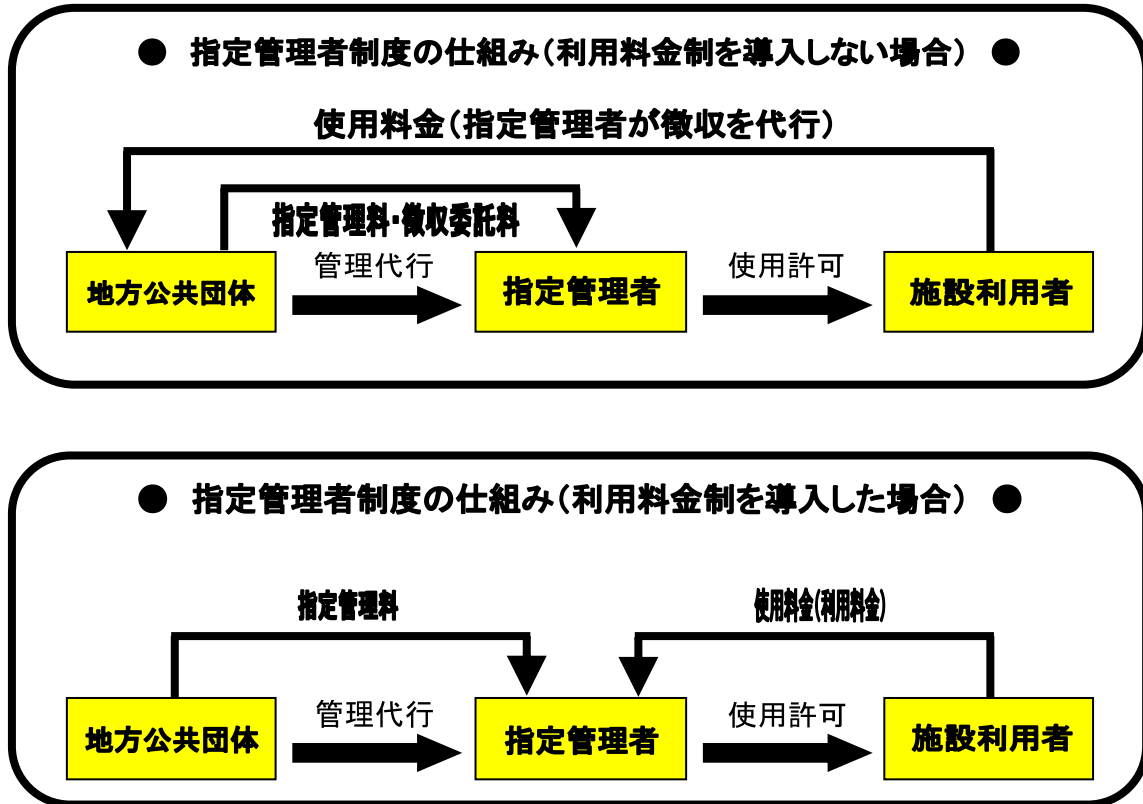 ● 指定管理者制度の仕組み(利用料金制を導入しない場合) ●
使用料金(指定管理者が徴収を代行)
指定管理料・徴収委託料
管理代行
使用許可
地方公共団体
指定管理者
施設利用者
● 指定管理者制度の仕組み(利用料金制を導入した場合) ●
指定管理料
使用料金(利用料金)
管理代行
使用許可
地方公共団体
指定管理者
施設利用者